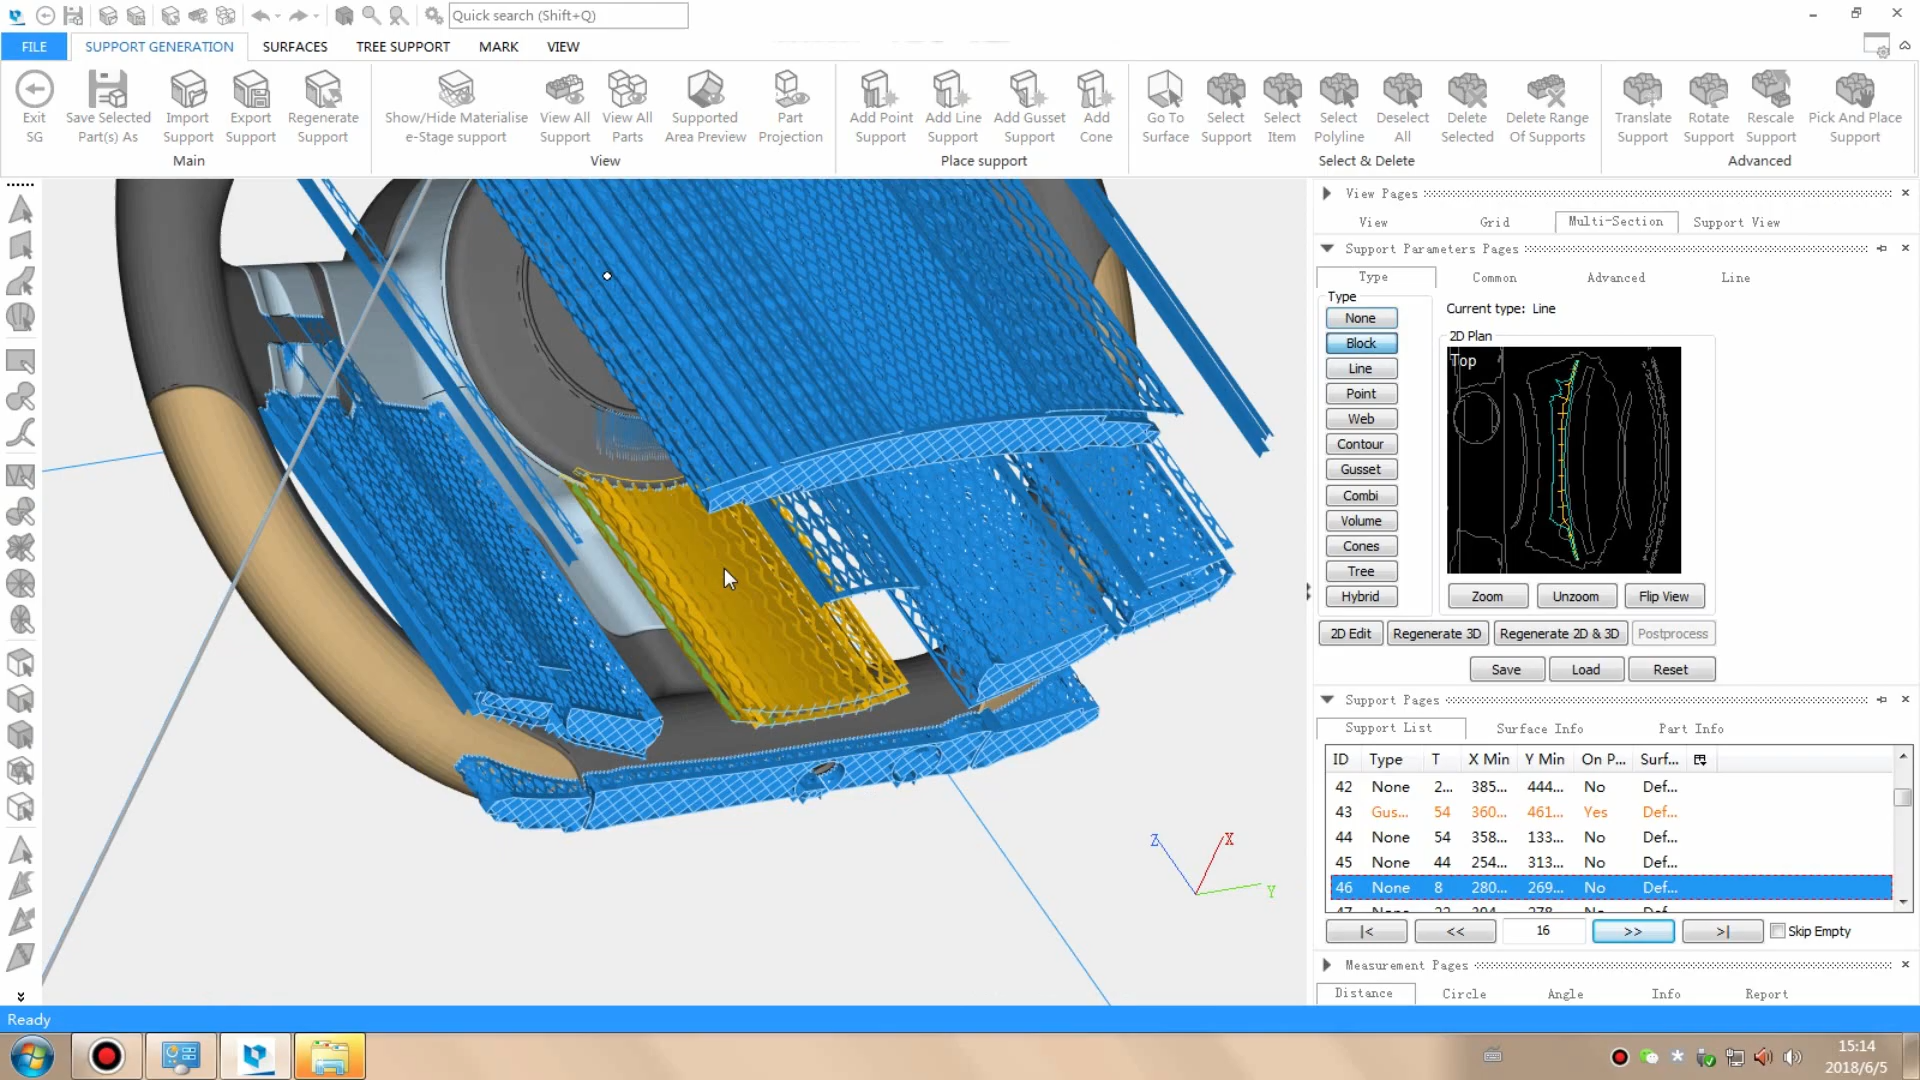 Quick search (Shift+Q)
FILE
SUPPORT GENERATION
SURFACES
TREE SUPPORT
MARK
VIEW
Exit SG
Save Selected Part(s) As
Import Support
Export Support
Regenerate Support
Main
Show/Hide Materialise e-Stage support
View All Support
View All Parts
Supported Area Preview
Part Projection
View
Add Point Support
Add Line Support
Add Gusset Support
Add Cone
Place support
Go To Surface
Select Support
Select Item
Select Polyline
Deselect All
Delete Selected
Delete Range Of Supports
Select & Delete
Translate Support
Rotate Support
Rescale Support
Pick And Place Support
Advanced
View Pages
View Grid Multi-Section Support View
Support Parameters Pages
Type Common Advanced Line
Type
None
Block
Line
Point
Web
Contour
Gusset
Combi
Volume
Cones
Tree
Hybrid
Current type: Line
2D Plan
Top
Zoom Unzoom Flip View
2D Edit Regenerate 3D Regenerate 2D & 3D Postprocess
Save Load Reset
Support Pages
Support List Surface Info Part Info
ID Type T X Min Y Min On P... Surf...
42 None 2... 385... 444... No Def...
43 Gus... 54 360... 461... Yes Def...
44 None 54 358... 133... No Def...
45 None 44 254... 313... No Def...
46 None 8 280... 269... No Def...
|< << 16 >> >| Skip Empty
Measurement Pages
Distance Circle Angle Info Report
Z X Y
Ready
15:14
2018/6/5